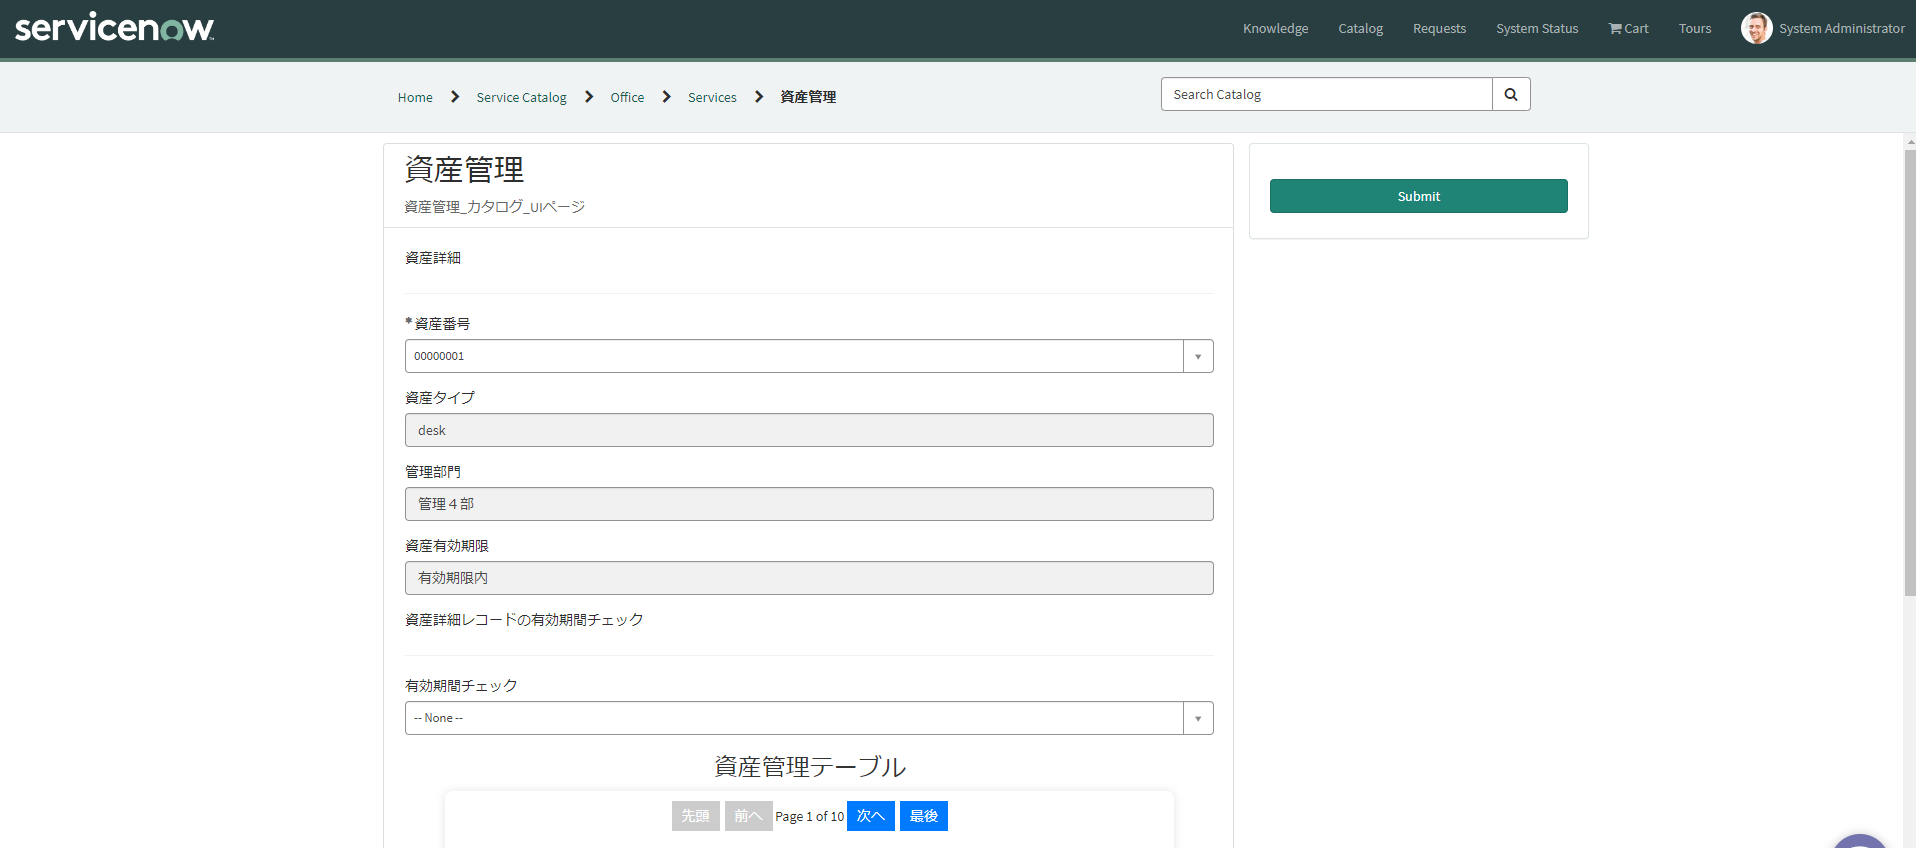 servicenow
Knowledge Catalog Requests System Status Cart Tours System Administrator
Home Service Catalog Office Services 資産管理
Search Catalog
資産管理
資産管理_カタログ_UIページ
Submit
資産詳細
* 資産番号
00000001
資産タイプ
desk
管理部門
管理４部
資産有効期限
有効期限内
資産詳細レコードの有効期間チェック
有効期間チェック
-- None --
資産管理テーブル
先頭 前へ Page 1 of 10 次へ 最後